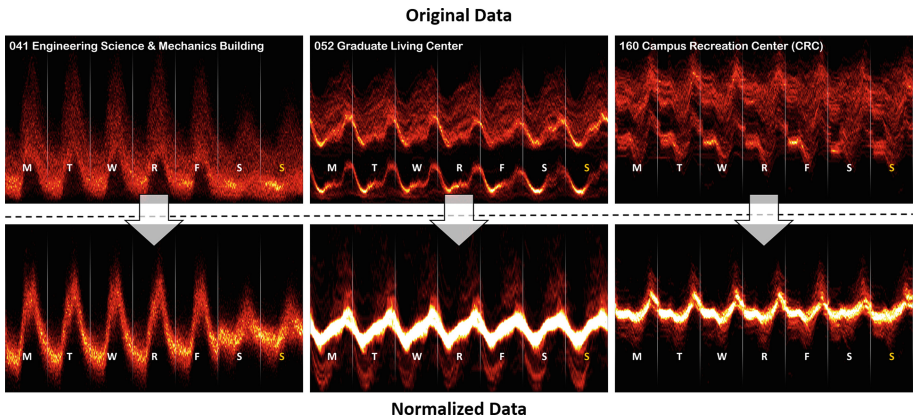 Original Data
041 Engineering Science & Mechanics Building
052 Graduate Living Center
160 Campus Recreation Center (CRC)
M T W R F S S
M T W R F S S
M T W R F S S
M T W R F S S
M T W R F S S
M T W R F S S
Normalized Data